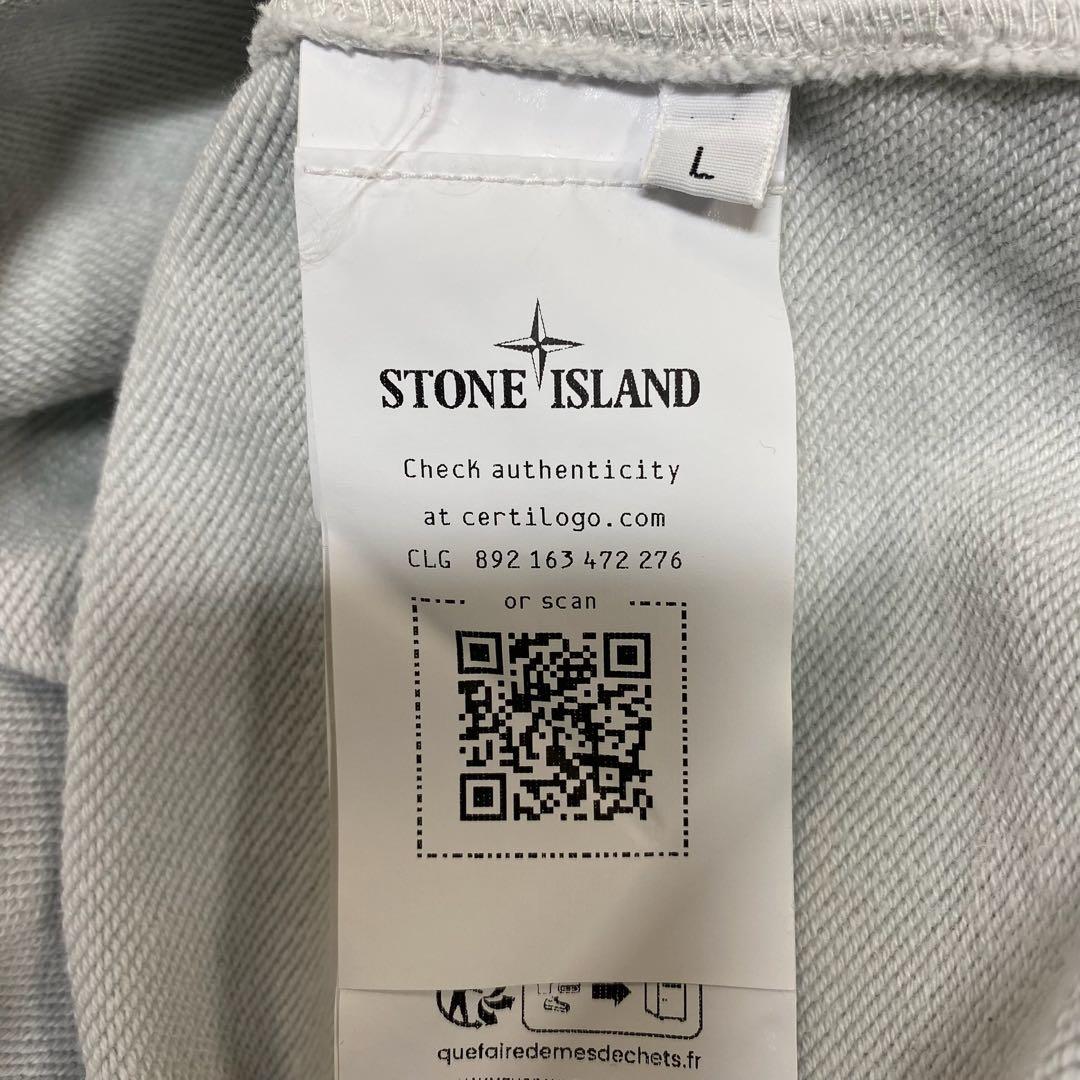 L
STONE ISLAND
Check authenticity
at certilogo.com
CLG 892 163 472 276
or scan
quefairedemesdechets.fr